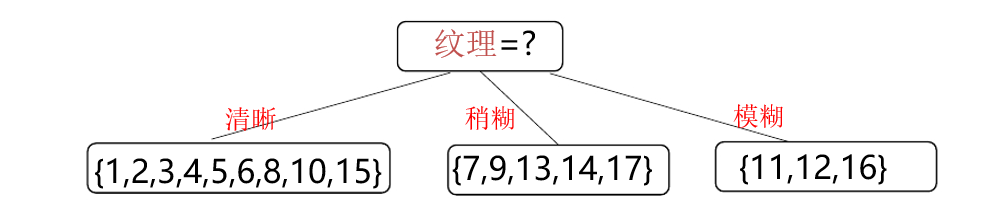 纹理=?
清晰
稍糊
模糊
{1,2,3,4,5,6,8,10,15}
{7,9,13,14,17}
{11,12,16}